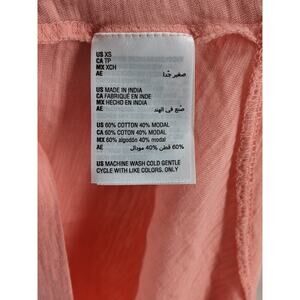 US XS
CA TP
MX XCH
AE صغير جُدا
US MADE IN INDIA
CA FABRIQUÉ EN INDE
MX HECHO EN INDIA
AE صنع في الهند
US 60% COTTON 40% MODAL
CA 60% COTON 40% MODAL
MX 60% algodón 40% modal
AE 60% قطن 40% مودال
US MACHINE WASH COLD GENTLE
CYCLE WITH LIKE COLORS. ONLY